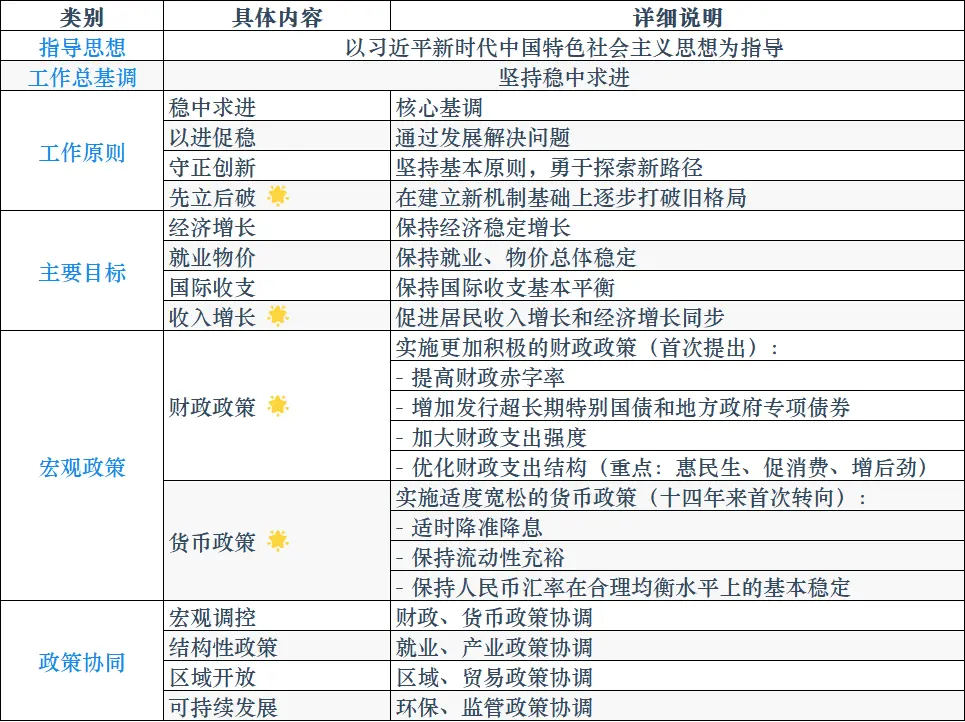 类别 具体内容 详细说明
指导思想 以习近平新时代中国特色社会主义思想为指导
工作总基调 坚持稳中求进
工作原则
稳中求进 核心基调
以进促稳 通过发展解决问题
守正创新 坚持基本原则，勇于探索新路径
先立后破 在建立新机制基础上逐步打破旧格局
主要目标
经济增长 保持经济稳定增长
就业物价 保持就业、物价总体稳定
国际收支 保持国际收支基本平衡
收入增长 促进居民收入增长和经济增长同步
宏观政策
财政政策
实施更加积极的财政政策（首次提出）：
- 提高财政赤字率
- 增加发行超长期特别国债和地方政府专项债券
- 加大财政支出强度
- 优化财政支出结构（重点：惠民生、促消费、增后劲）
货币政策
实施适度宽松的货币政策（十四年来首次转向）：
- 适时降准降息
- 保持流动性充裕
- 保持人民币汇率在合理均衡水平上的基本稳定
政策协同
宏观调控 财政、货币政策协调
结构性政策 就业、产业政策协调
区域开放 区域、贸易政策协调
可持续发展 环保、监管政策协调